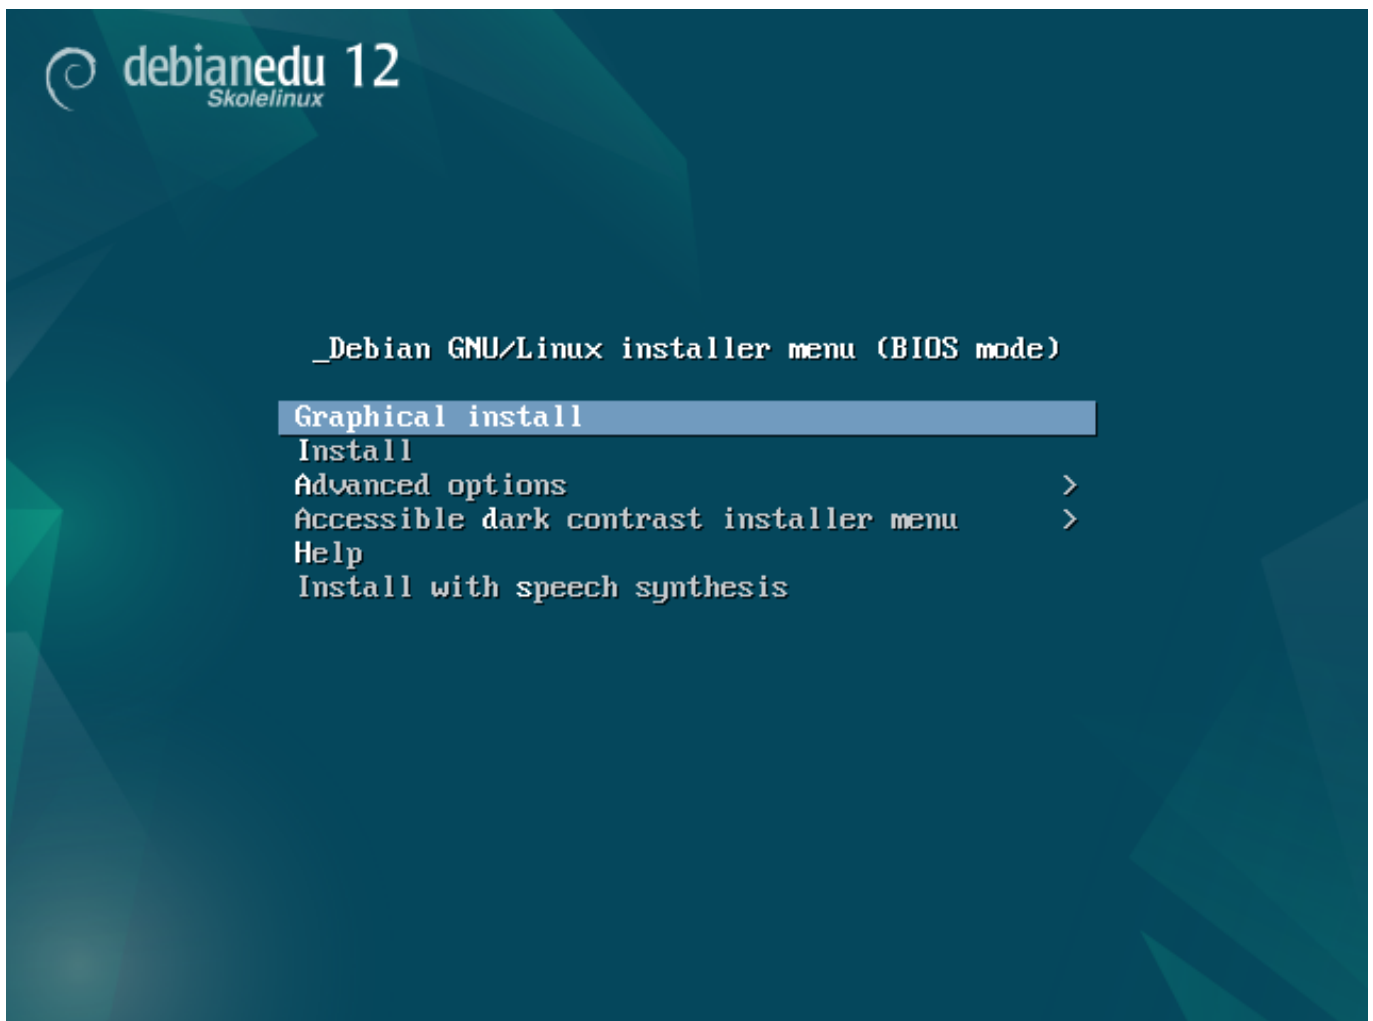 debianedu 12
Skolelinux
_Debian GNU/Linux installer menu (BIOS mode)
Graphical install
Install
Advanced options >
Accessible dark contrast installer menu >
Help
Install with speech synthesis